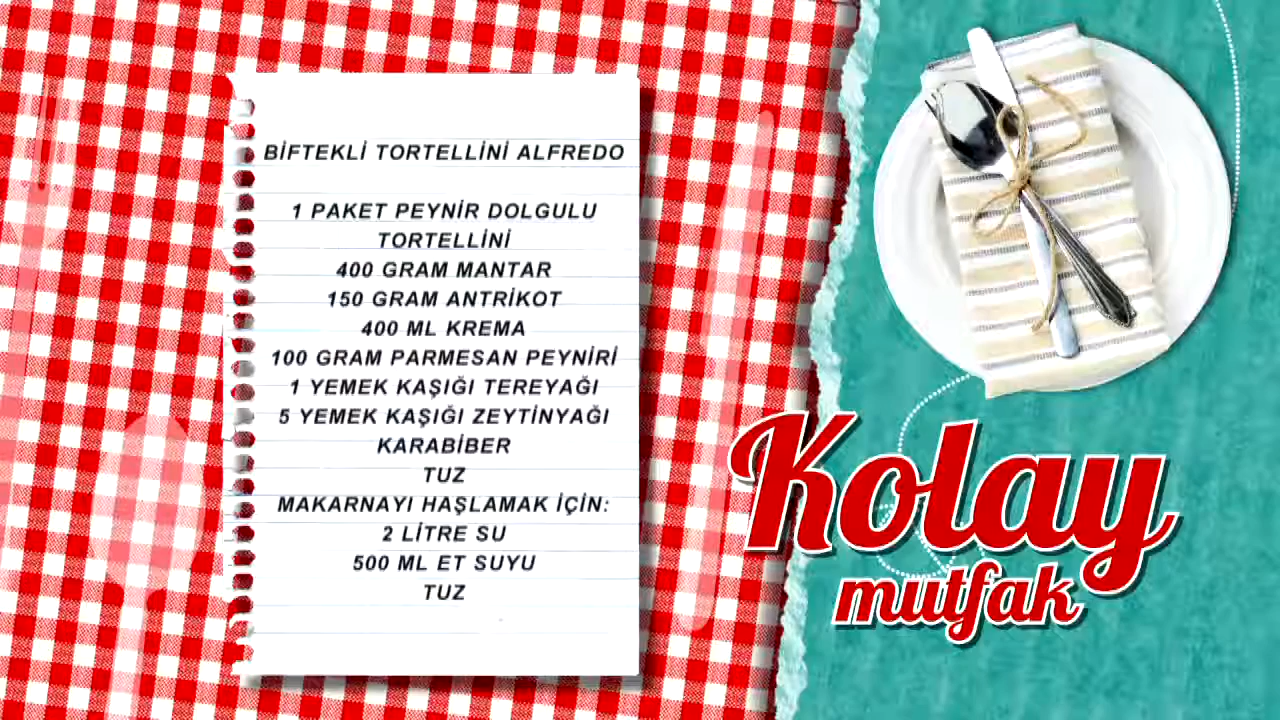 BİFTEKLİ TORTELLİNİ ALFREDO
1 PAKET PEYNİR DOLGULU
TORTELLİNİ
400 GRAM MANTAR
150 GRAM ANTRİKOT
400 ML KREMA
100 GRAM PARMESAN PEYNİRİ
1 YEMEK KAŞIĞI TEREYAĞI
5 YEMEK KAŞIĞI ZEYTİNYAĞI
KARABİBER
TUZ
MAKARNAYI HAŞLAMAK İÇİN:
2 LİTRE SU
500 ML ET SUYU
TUZ
Kolay
mutfak